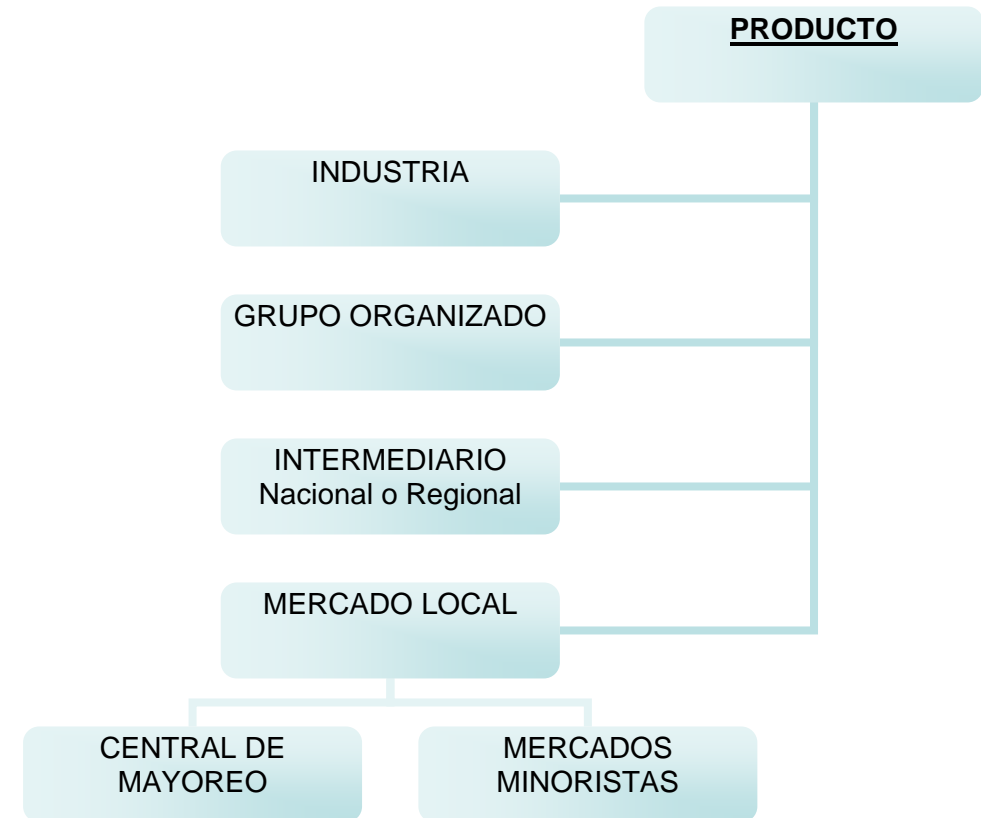 PRODUCTO
INDUSTRIA
GRUPO ORGANIZADO
INTERMEDIARIO
Nacional o Regional
MERCADO LOCAL
CENTRAL DE
MAYOREO
MERCADOS
MINORISTAS